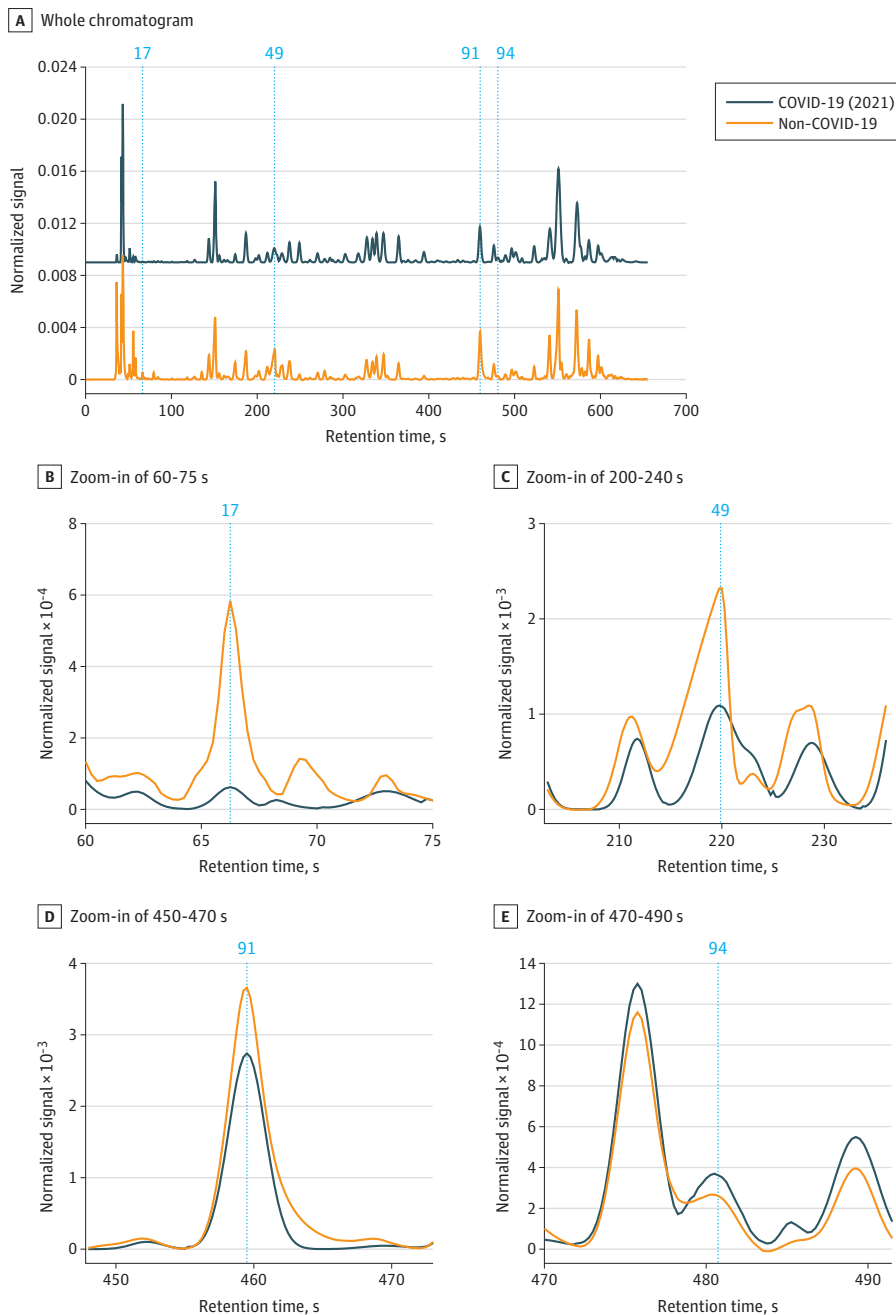 A Whole chromatogram
17 49 91 94
0.024
0.020
0.016
0.012
0.008
0.004
0
Normalized signal
0 100 200 300 400 500 600 700
Retention time, s
COVID-19 (2021)
Non-COVID-19
B Zoom-in of 60-75 s
17
8
6
4
2
0
Normalized signal × 10-4
60 65 70 75
Retention time, s
C Zoom-in of 200-240 s
49
3
2
1
0
Normalized signal × 10-3
210 220 230
Retention time, s
D Zoom-in of 450-470 s
91
4
3
2
1
0
Normalized signal × 10-3
450 460 470
Retention time, s
E Zoom-in of 470-490 s
94
14
12
10
8
6
4
2
0
Normalized signal × 10-4
470 480 490
Retention time, s